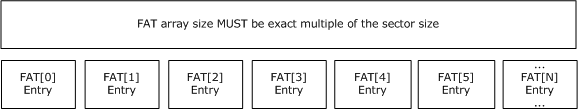 FAT array size MUST be exact multiple of the sector size
FAT[0]
Entry
FAT[1]
Entry
FAT[2]
Entry
FAT[3]
Entry
FAT[4]
Entry
FAT[5]
Entry
...
FAT[N]
Entry
...